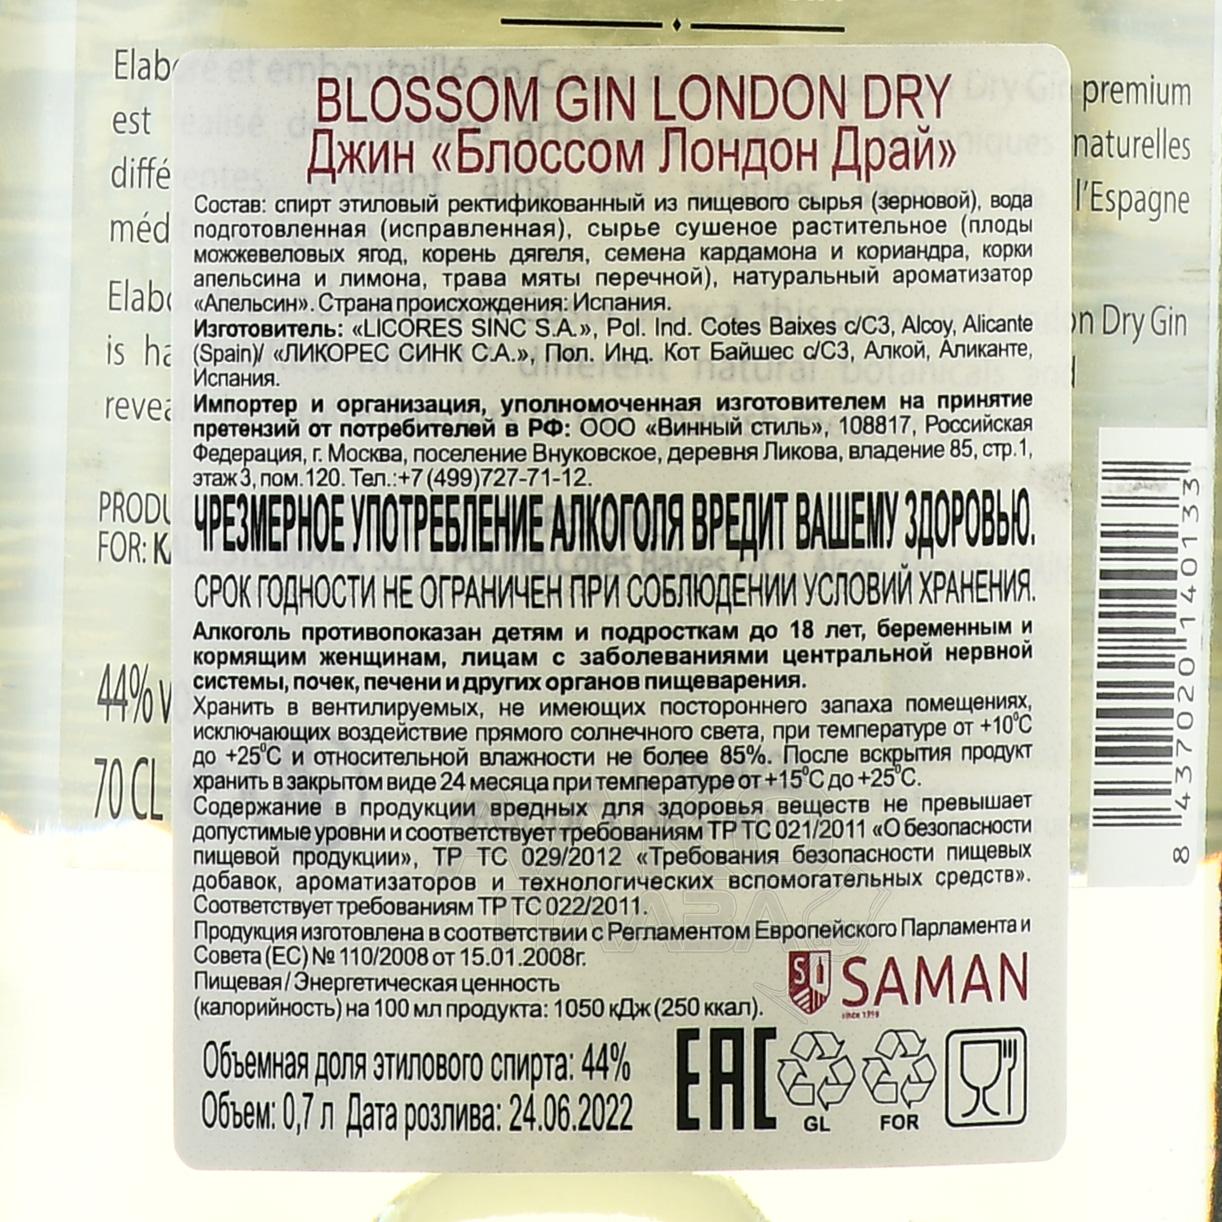 BLOSSOM GIN LONDON DRY
Джин «Блоссом Лондон Драй»
Состав: спирт этиловый ректификованный из пищевого сырья (зерновой), вода
подготовленная (исправленная), сырье сушеное растительное (плоды
можжевеловых ягод, корень дягеля, семена кардамона и кориандра, корки
апельсина и лимона, трава мяты перечной), натуральный ароматизатор
«Апельсин». Страна происхождения: Испания.
Изготовитель: «LICORES SINC S.A.», Pol. Ind. Cotes Baixes c/C3, Alcoy, Alicante
(Spain)/ «ЛИКОРЕС СИНК С.А.», Пол. Инд. Кот Байшес с/С3, Алкой, Аликанте,
Испания.
Импортер и организация, уполномоченная изготовителем на принятие
претензий от потребителей в РФ: ООО «Винный стиль», 108817, Российская
Федерация, г. Москва, поселение Внуковское, деревня Ликова, владение 85, стр.1,
этаж 3, пом.120. Тел.:+7 (499)727-71-12.
ЧРЕЗМЕРНОЕ УПОТРЕБЛЕНИЕ АЛКОГОЛЯ ВРЕДИТ ВАШЕМУ ЗДОРОВЬЮ.
СРОК ГОДНОСТИ НЕ ОГРАНИЧЕН ПРИ СОБЛЮДЕНИИ УСЛОВИЙ ХРАНЕНИЯ.
Алкоголь противопоказан детям и подросткам до 18 лет, беременным и
кормящим женщинам, лицам с заболеваниями центральной нервной
системы, почек, печени и других органов пищеварения.
Хранить в вентилируемых, не имеющих постороннего запаха помещениях,
исключающих воздействие прямого солнечного света, при температуре от +10⁰С
до +25⁰С и относительной влажности не более 85%. После вскрытия продукт
хранить в закрытом виде 24 месяца при температуре от +15⁰С до +25⁰С.
Содержание в продукции вредных для здоровья веществ не превышает
допустимые уровни и соответствует требованиям ТР ТС 021/2011 «О безопасности
пищевой продукции», ТР ТС 029/2012 «Требования безопасности пищевых
добавок, ароматизаторов и технологических вспомогательных средств».
Соответствует требованиям ТР ТС 022/2011.
Продукция изготовлена в соответствии с Регламентом Европейского Парламента и
Совета (ЕС) № 110/2008 от 15.01.2008г.
Пищевая / Энергетическая ценность
(калорийность) на 100 мл продукта: 1050 кДж (250 ккал).
SAMAN
since 1998
Объемная доля этилового спирта: 44%
Объем: 0,7 л Дата розлива: 24.06.2022
EAC
GL
FOR
est
premium
naturelles
l'Espagne
is
Dry Gin
FOR:
44%
70 CL
8 437020 140133